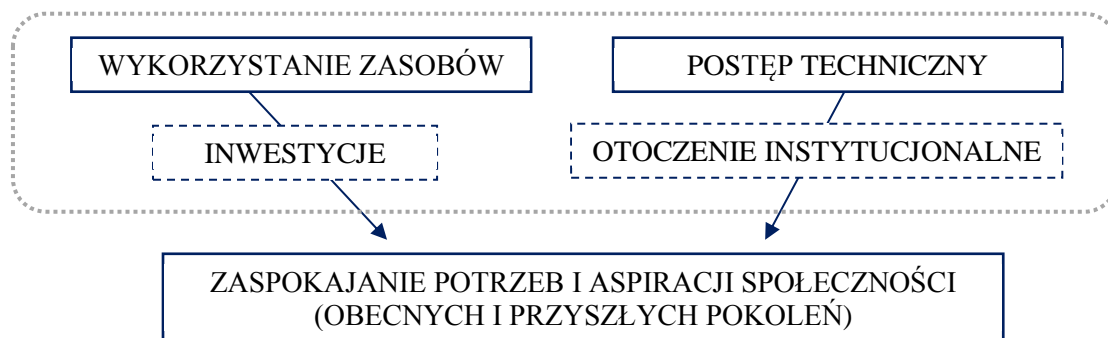 WYKORZYSTANIE ZASOBÓW
POSTĘP TECHNICZNY
INWESTYCJE
OTOCZENIE INSTYTUCJONALNE
ZASPOKAJANIE POTRZEB I ASPIRACJI SPOŁECZNOŚCI
(OBECNYCH I PRZYSZŁYCH POKOLEŃ)